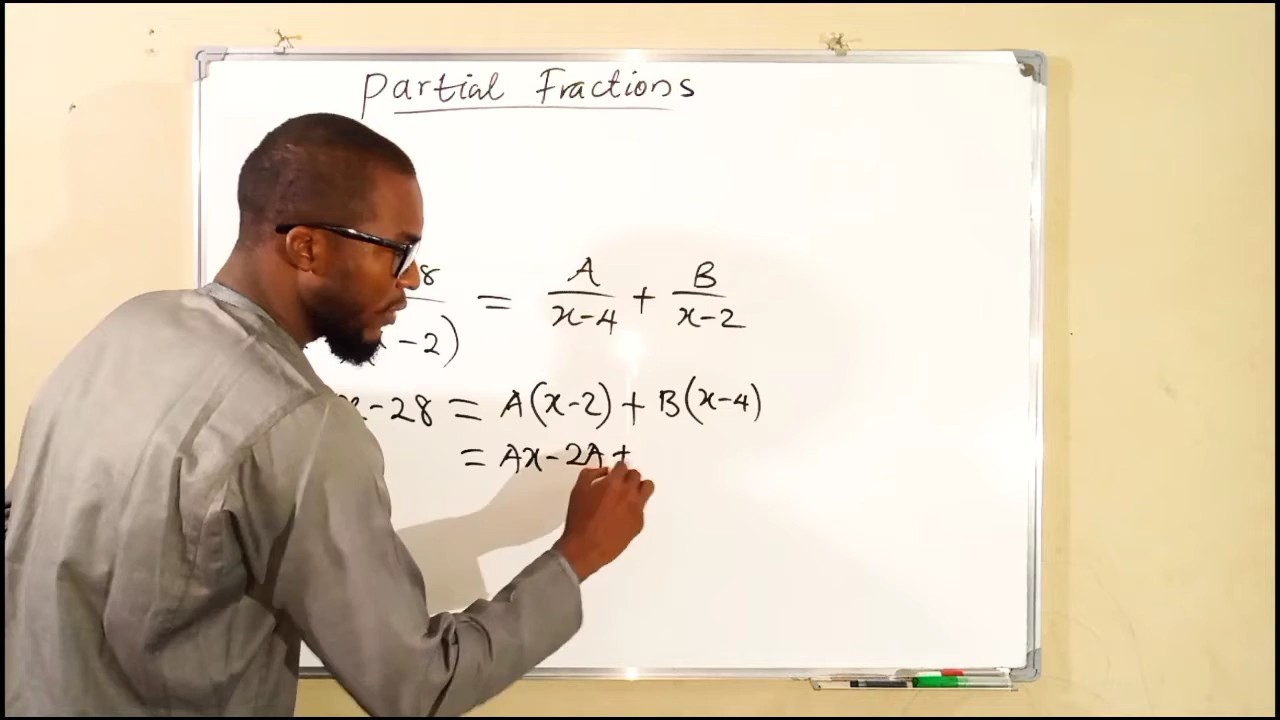 Partial Fractions
8 = A/(x-4) + B/(x-2)
-2)
x-28 = A(x-2) + B(x-4)
= Ax-2A+